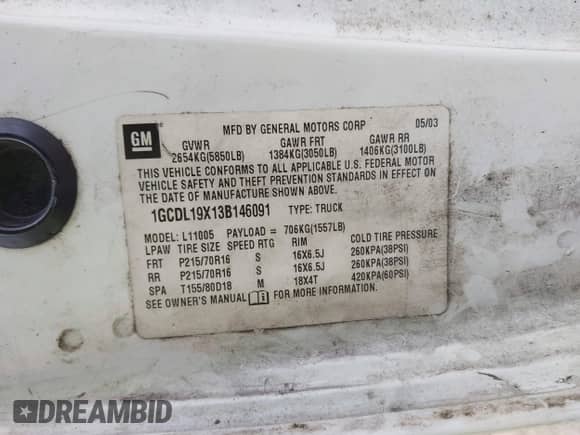 GM
MFD BY GENERAL MOTORS CORP 05/03
GVWR GAWR FRT GAWR RR
2654KG(5850LB) 1384KG(3050LB) 1406KG(3100LB)
THIS VEHICLE CONFORMS TO ALL APPLICABLE U.S. FEDERAL MOTOR
VEHICLE SAFETY AND THEFT PREVENTION STANDARDS IN EFFECT ON
THE DATE OF MANUFACTURE SHOWN ABOVE.
1GCDL19X13B146091 TYPE: TRUCK
MODEL: L11005 PAYLOAD = 706KG(1557LB)
LPAW TIRE SIZE SPEED RTG RIM COLD TIRE PRESSURE
FRT P215/70R16 S 16X6.5J 260KPA(38PSI)
RR P215/70R16 S 16X6.5J 260KPA(38PSI)
SPA T155/80D18 M 18X4T 420KPA(60PSI)
SEE OWNER'S MANUAL FOR MORE INFORMATION.
DREAMBID